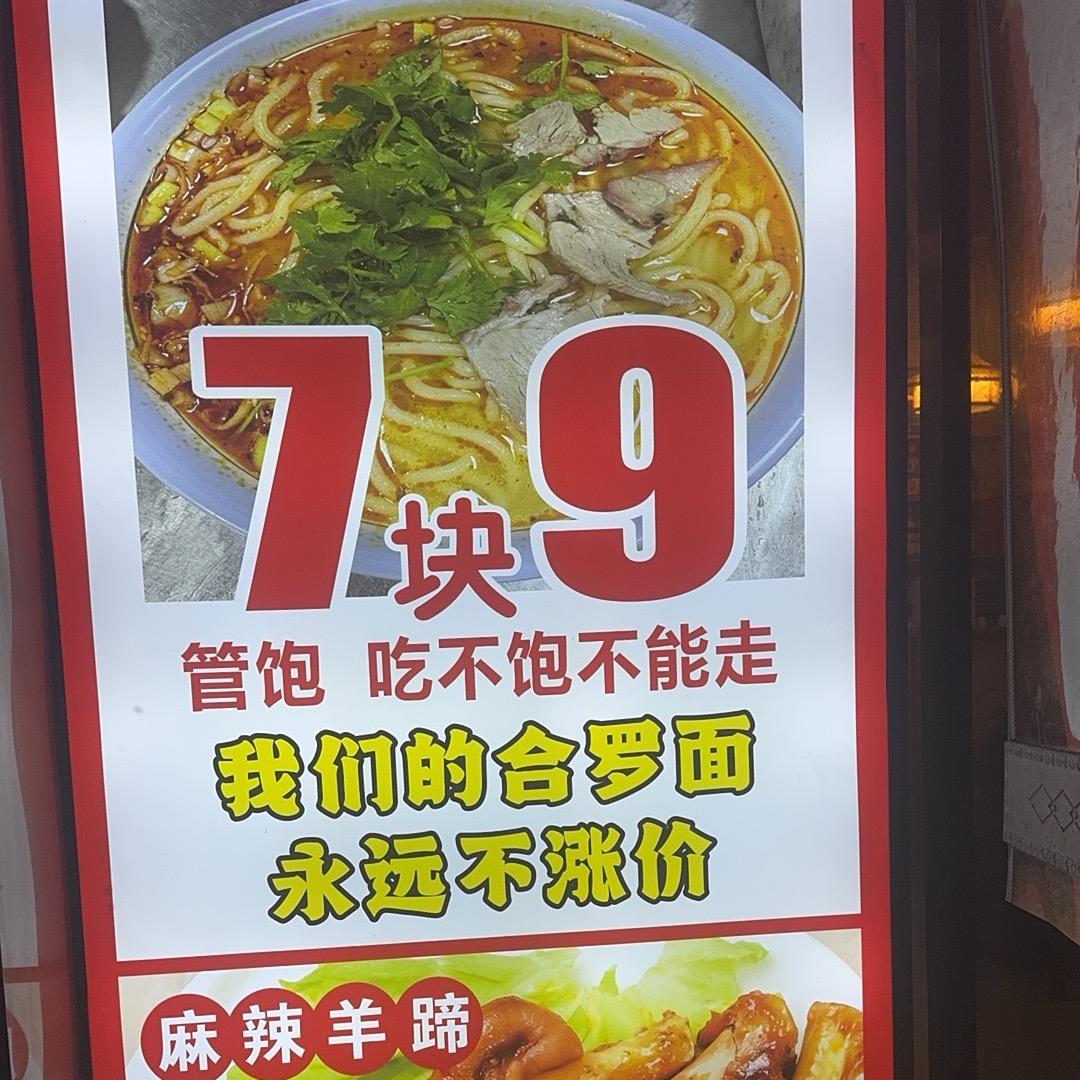 7块9
管饱 吃不饱不能走
我们的合罗面
永远不涨价
麻辣羊蹄